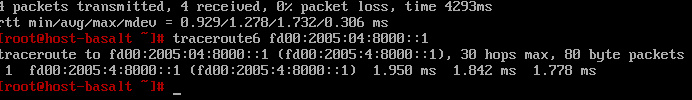 4 packets transmitted, 4 received, 0% packet loss, time 4293ms
rtt min/avg/max/mdev = 0.929/1.278/1.732/0.306 ms
[root@host-basalt ~]# traceroute6 fd00:2005:04:8000::1
traceroute to fd00:2005:04:8000::1 (fd00:2005:4:8000::1), 30 hops max, 80 byte packets
1 fd00:2005:4:8000::1 (fd00:2005:4:8000::1) 1.950 ms 1.842 ms 1.778 ms
[root@host-basalt ~]# _